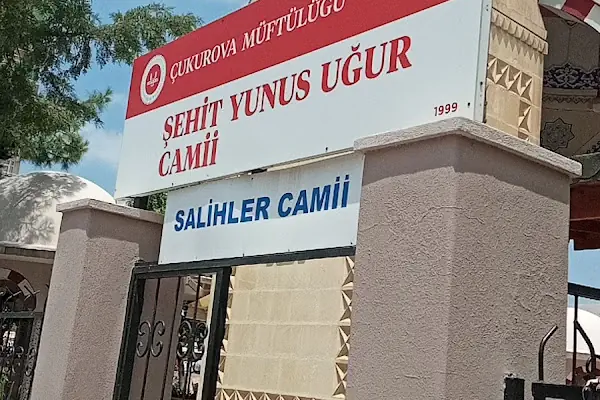 ÇUKUROVA MÜFTÜLÜĞÜ
ŞEHİT YUNUS UĞUR
CAMİİ
1999
SALİHLER CAMİİ